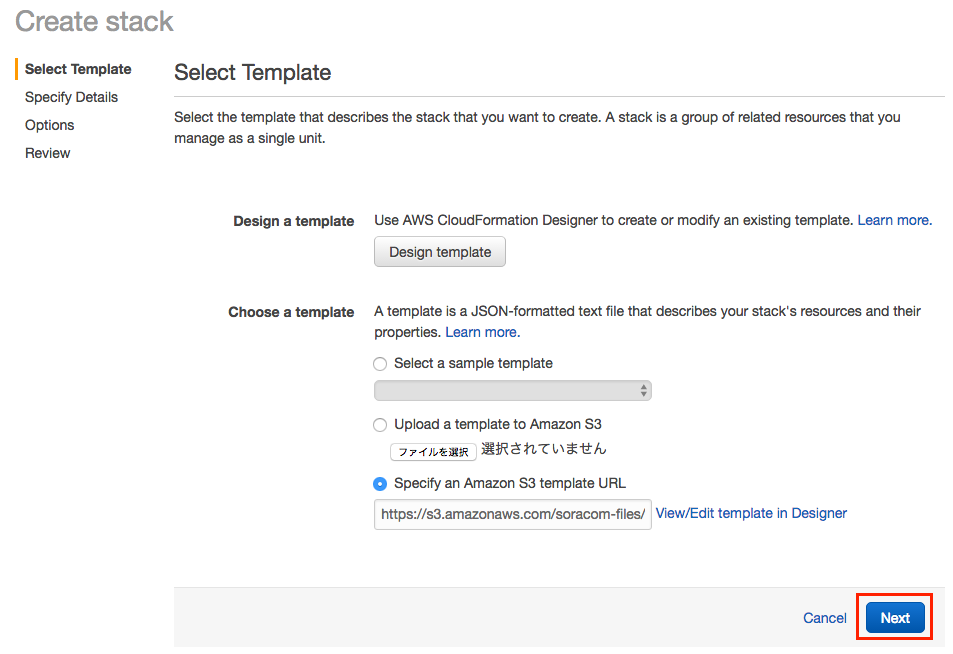 Create stack
Select Template
Specify Details
Options
Review
Select Template
Select the template that describes the stack that you want to create. A stack is a group of related resources that you
manage as a single unit.
Design a template
Use AWS CloudFormation Designer to create or modify an existing template. Learn more.
Design template
Choose a template
A template is a JSON-formatted text file that describes your stack's resources and their
properties. Learn more.
Select a sample template
Upload a template to Amazon S3
ファイルを選択 選択されていません
Specify an Amazon S3 template URL
https://s3.amazonaws.com/soracom-files/ View/Edit template in Designer
Cancel Next